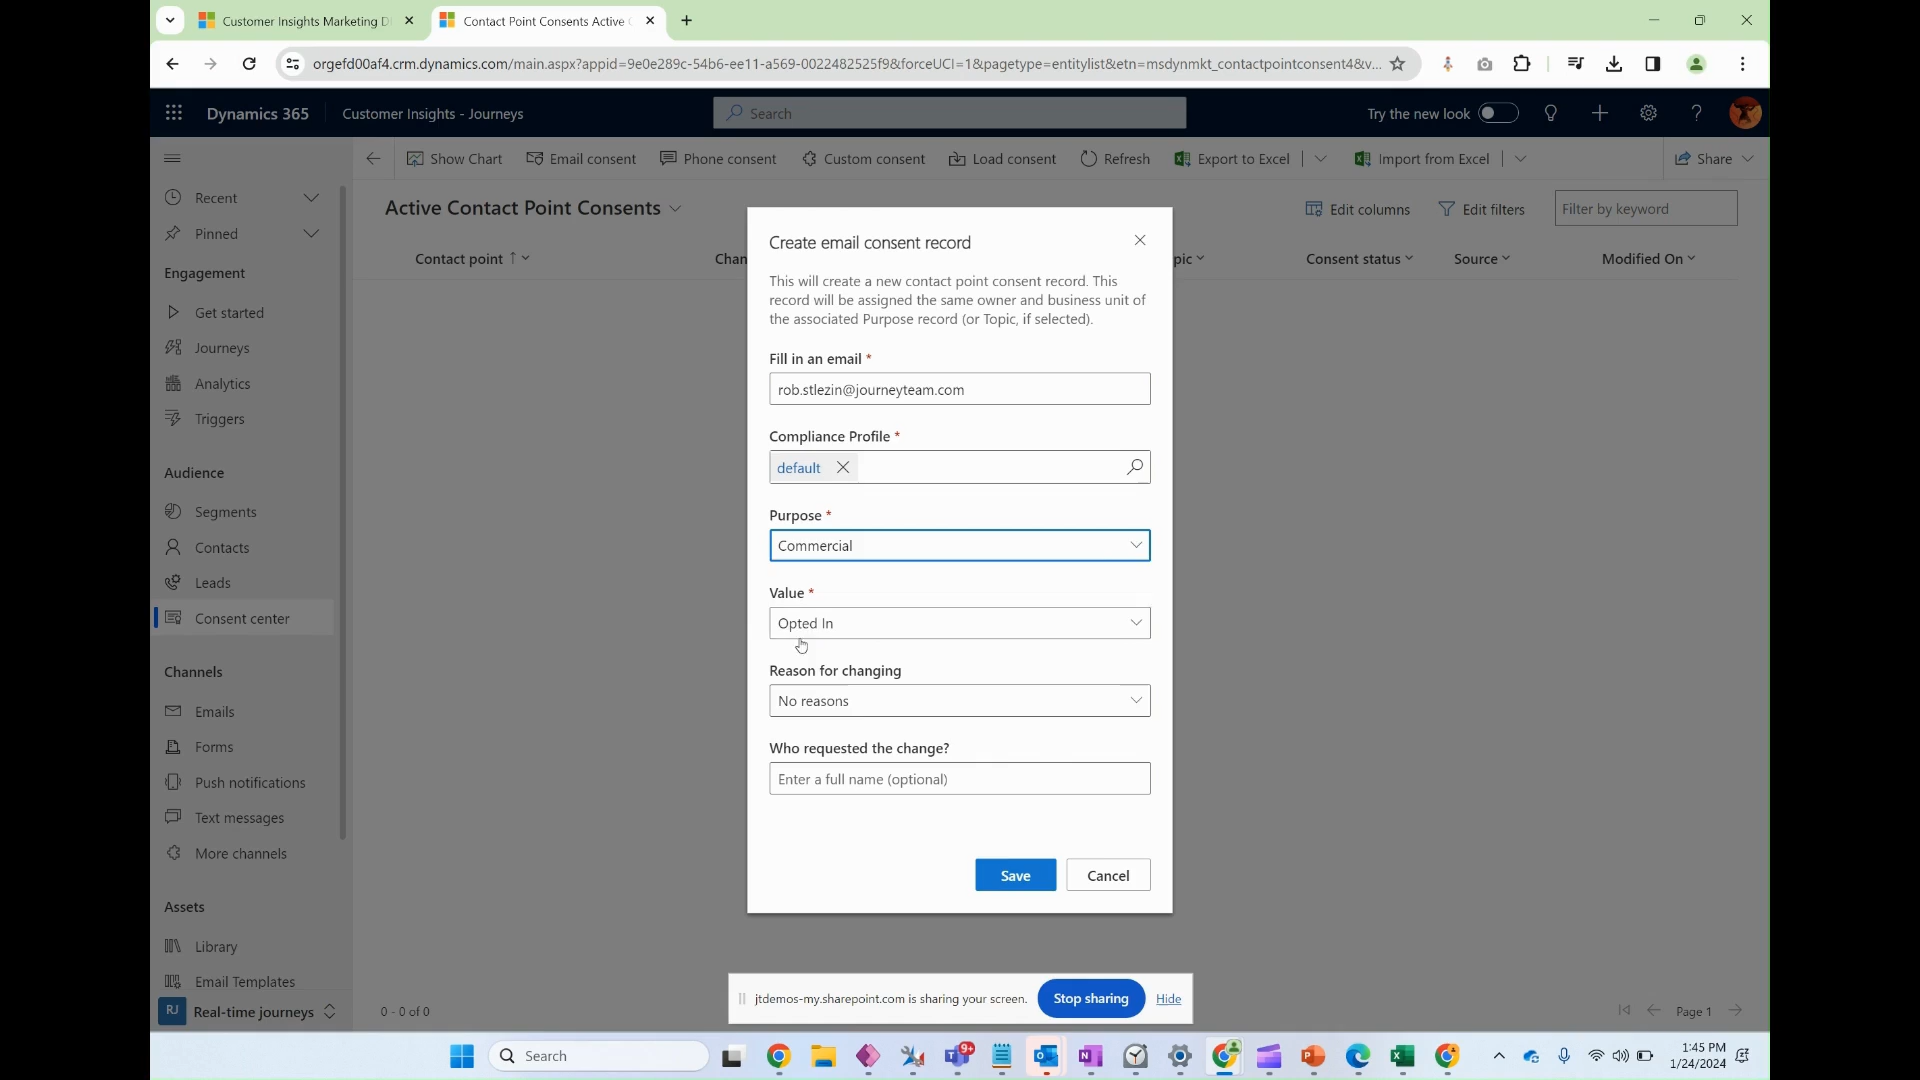 Customer Insights Marketing D
Contact Point Consents Active
orgefd00af4.crm.dynamics.com/main.aspx?appid=9e0e289c-54b6-ee11-a569-0022482525f9&forceUCI=1&pagetype=entitylist&etn=msdynmkt_contactpointconsent4&v...
Dynamics 365
Customer Insights - Journeys
Search
Try the new look
Show Chart
Email consent
Phone consent
Custom consent
Load consent
Refresh
Export to Excel
Import from Excel
Share
Recent
Pinned
Engagement
Get started
Journeys
Analytics
Triggers
Audience
Segments
Contacts
Leads
Consent center
Channels
Emails
Forms
Push notifications
Text messages
More channels
Assets
Library
Email Templates
RJ Real-time journeys
Active Contact Point Consents
Edit columns
Edit filters
Filter by keyword
Contact point
Chan
pic
Consent status
Source
Modified On
Create email consent record
This will create a new contact point consent record. This
record will be assigned the same owner and business unit of
the associated Purpose record (or Topic, if selected).
Fill in an email *
rob.stlezin@journeyteam.com
Compliance Profile *
default
Purpose *
Commercial
Value *
Opted In
Reason for changing
No reasons
Who requested the change?
Enter a full name (optional)
Save
Cancel
jtdemos-my.sharepoint.com is sharing your screen.
Stop sharing
Hide
0 - 0 of 0
Page 1
Search
9+
1:45 PM
1/24/2024